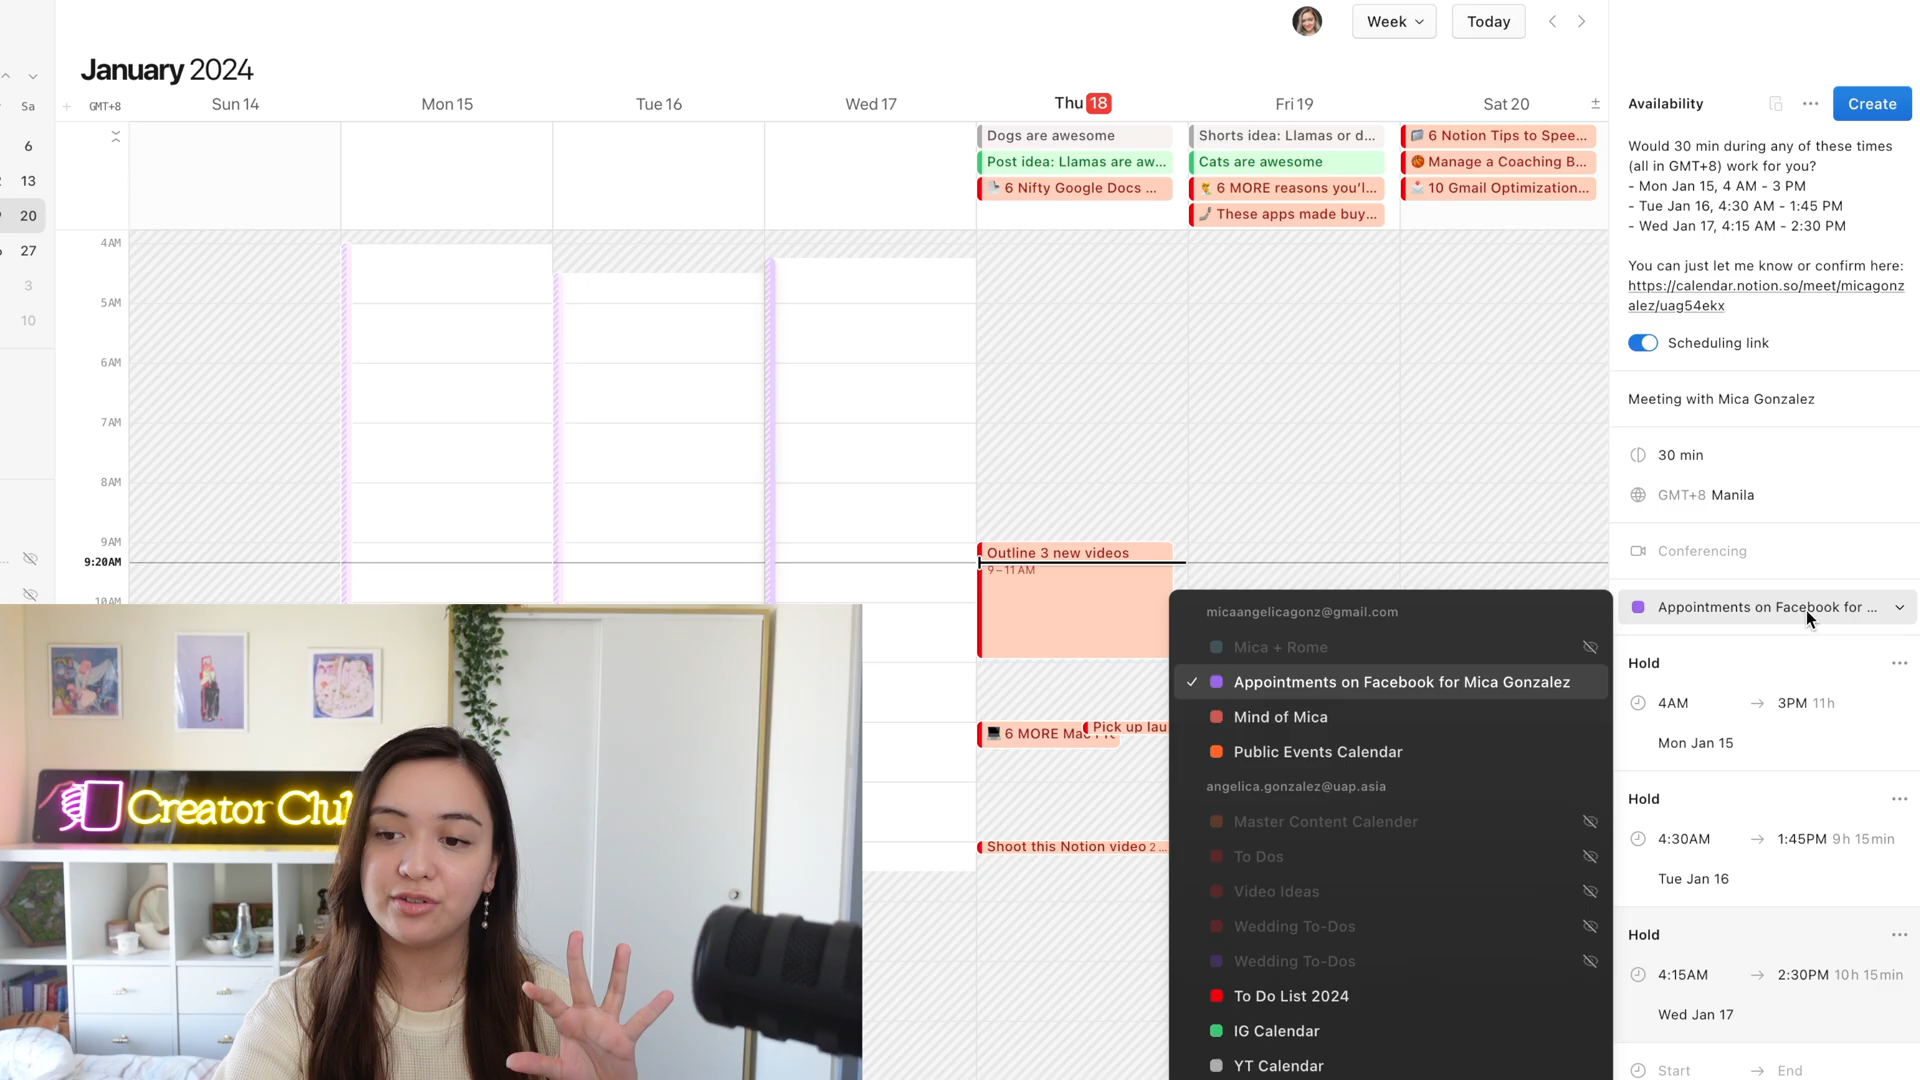 Week
Today
January 2024
Sa
GMT+8
Sun 14
Mon 15
Tue 16
Wed 17
Thu 18
Fri 19
Sat 20
6
13
20
27
3
10
Dogs are awesome
Post idea: Llamas are aw...
6 Nifty Google Docs ...
Shorts idea: Llamas or d...
Cats are awesome
6 MORE reasons you'l...
These apps made buy...
6 Notion Tips to Spee...
Manage a Coaching B...
10 Gmail Optimization...
4AM
5AM
6AM
7AM
8AM
9AM
9:20AM
10AM
Outline 3 new videos
9–11AM
6 MORE Mac
Pick up lau
Shoot this Notion video 2...
Creator Clu
micaangelicagonz@gmail.com
Mica + Rome
Appointments on Facebook for Mica Gonzalez
Mind of Mica
Public Events Calendar
angelica.gonzalez@uap.asia
Master Content Calender
To Dos
Video Ideas
Wedding To-Dos
Wedding To-Dos
To Do List 2024
IG Calendar
YT Calendar
Availability
Create
Would 30 min during any of these times
(all in GMT+8) work for you?
- Mon Jan 15, 4 AM - 3 PM
- Tue Jan 16, 4:30 AM - 1:45 PM
- Wed Jan 17, 4:15 AM - 2:30 PM
You can just let me know or confirm here:
https://calendar.notion.so/meet/micagonz
alez/uag54ekx
Scheduling link
Meeting with Mica Gonzalez
30 min
GMT+8 Manila
Conferencing
Appointments on Facebook for ...
Hold
4AM → 3PM 11h
Mon Jan 15
Hold
4:30AM → 1:45PM 9h 15min
Tue Jan 16
Hold
4:15AM → 2:30PM 10h 15min
Wed Jan 17
Start → End